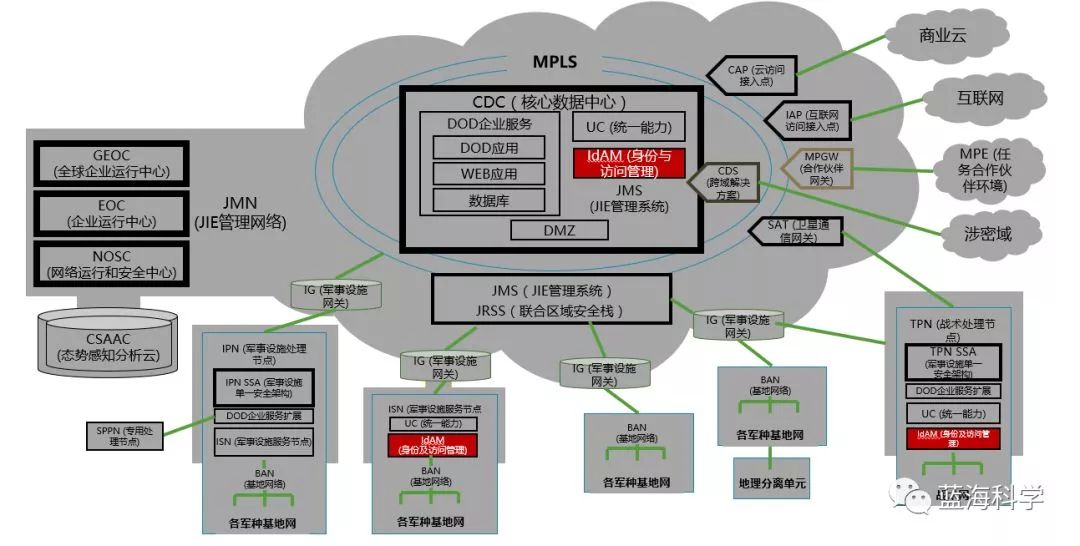 MPLS
CDC（核心数据中心）
DOD企业服务
DOD应用
WEB应用
数据库
UC (统一能力)
IdAM (身份与
访问管理)
JMS
(JIE管理系统)
DMZ
CAP (云访问
接入点)
商业云
IAP (互联网
访问接入点)
互联网
MPGW
(合作伙伴
网关)
MPE (任
务合作伙
伴环境)
CDS
(跨域解决
方案)
涉密域
SAT (卫星通
信网关)
GEOC
(全球企业运行中心)
EOC
(企业运行中心)
NOSC
(网络运行和安全中心)
JMN
(JIE管理网络)
CSAAC
(态势感知分析云)
JMS（JIE管理系统）
JRSS（联合区域安全栈）
IG (军事设施
网关)
IG (军事设施
网关)
IG (军事设施
网关)
IG (军事设施
网关)
IPN (军事设施处理
节点)
IPN SSA (军事设施
单一安全架构)
DOD企业服务扩展
ISN (军事设施服务节点)
BAN
(基地网络)
各军种基地网
SPPN (专用处
理节点)
ISN (军事设施服务节点
UC (统一能力)
IdAM
(身份及访问管理)
BAN
(基地网络)
各军种基地网
BAN
(基地网络)
各军种基地网
BAN
(基地网络)
各军种基地网
地理分离单元
TPN (战术处理节
点)
TPN SSA
(军事设施单一
安全架构)
DOD企业服务扩展
UC (统一能力)
IdAM (身份及访问管
理)
蓝海科学